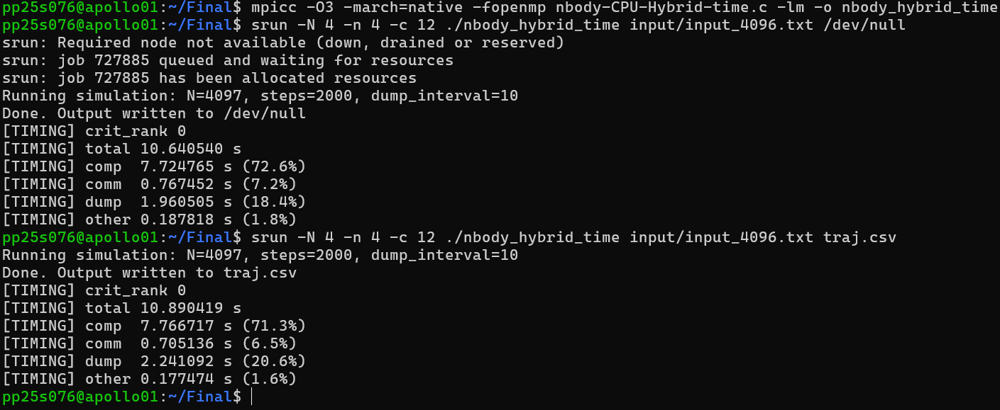 pp25s076@apollo01:~/Final$ mpicc -O3 -march=native -fopenmp nbody-CPU-Hybrid-time.c -lm -o nbody_hybrid_time
pp25s076@apollo01:~/Final$ srun -N 4 -n 4 -c 12 ./nbody_hybrid_time input/input_4096.txt /dev/null
srun: Required node not available (down, drained or reserved)
srun: job 727885 queued and waiting for resources
srun: job 727885 has been allocated resources
Running simulation: N=4097, steps=2000, dump_interval=10
Done. Output written to /dev/null
[TIMING] crit_rank 0
[TIMING] total 10.640540 s
[TIMING] comp  7.724765 s (72.6%)
[TIMING] comm  0.767452 s (7.2%)
[TIMING] dump  1.960505 s (18.4%)
[TIMING] other 0.187818 s (1.8%)
pp25s076@apollo01:~/Final$ srun -N 4 -n 4 -c 12 ./nbody_hybrid_time input/input_4096.txt traj.csv
Running simulation: N=4097, steps=2000, dump_interval=10
Done. Output written to traj.csv
[TIMING] crit_rank 0
[TIMING] total 10.890419 s
[TIMING] comp  7.766717 s (71.3%)
[TIMING] comm  0.705136 s (6.5%)
[TIMING] dump  2.241092 s (20.6%)
[TIMING] other 0.177474 s (1.6%)
pp25s076@apollo01:~/Final$